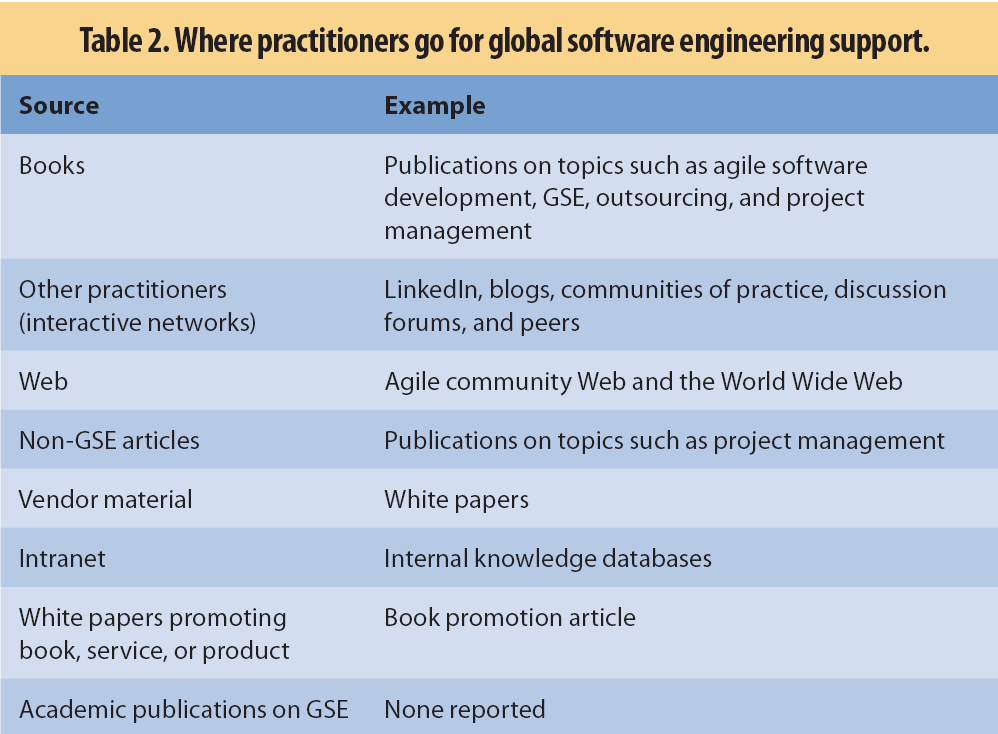 Table 2. Where practitioners go for global software engineering support.
Source Example
Books Publications on topics such as agile software
development, GSE, outsourcing, and project
management
Other practitioners LinkedIn, blogs, communities of practice, discussion
(interactive networks) forums, and peers
Web Agile community Web and the World Wide Web
Non-GSE articles Publications on topics such as project management
Vendor material White papers
Intranet Internal knowledge databases
White papers promoting Book promotion article
book, service, or product
Academic publications on GSE None reported